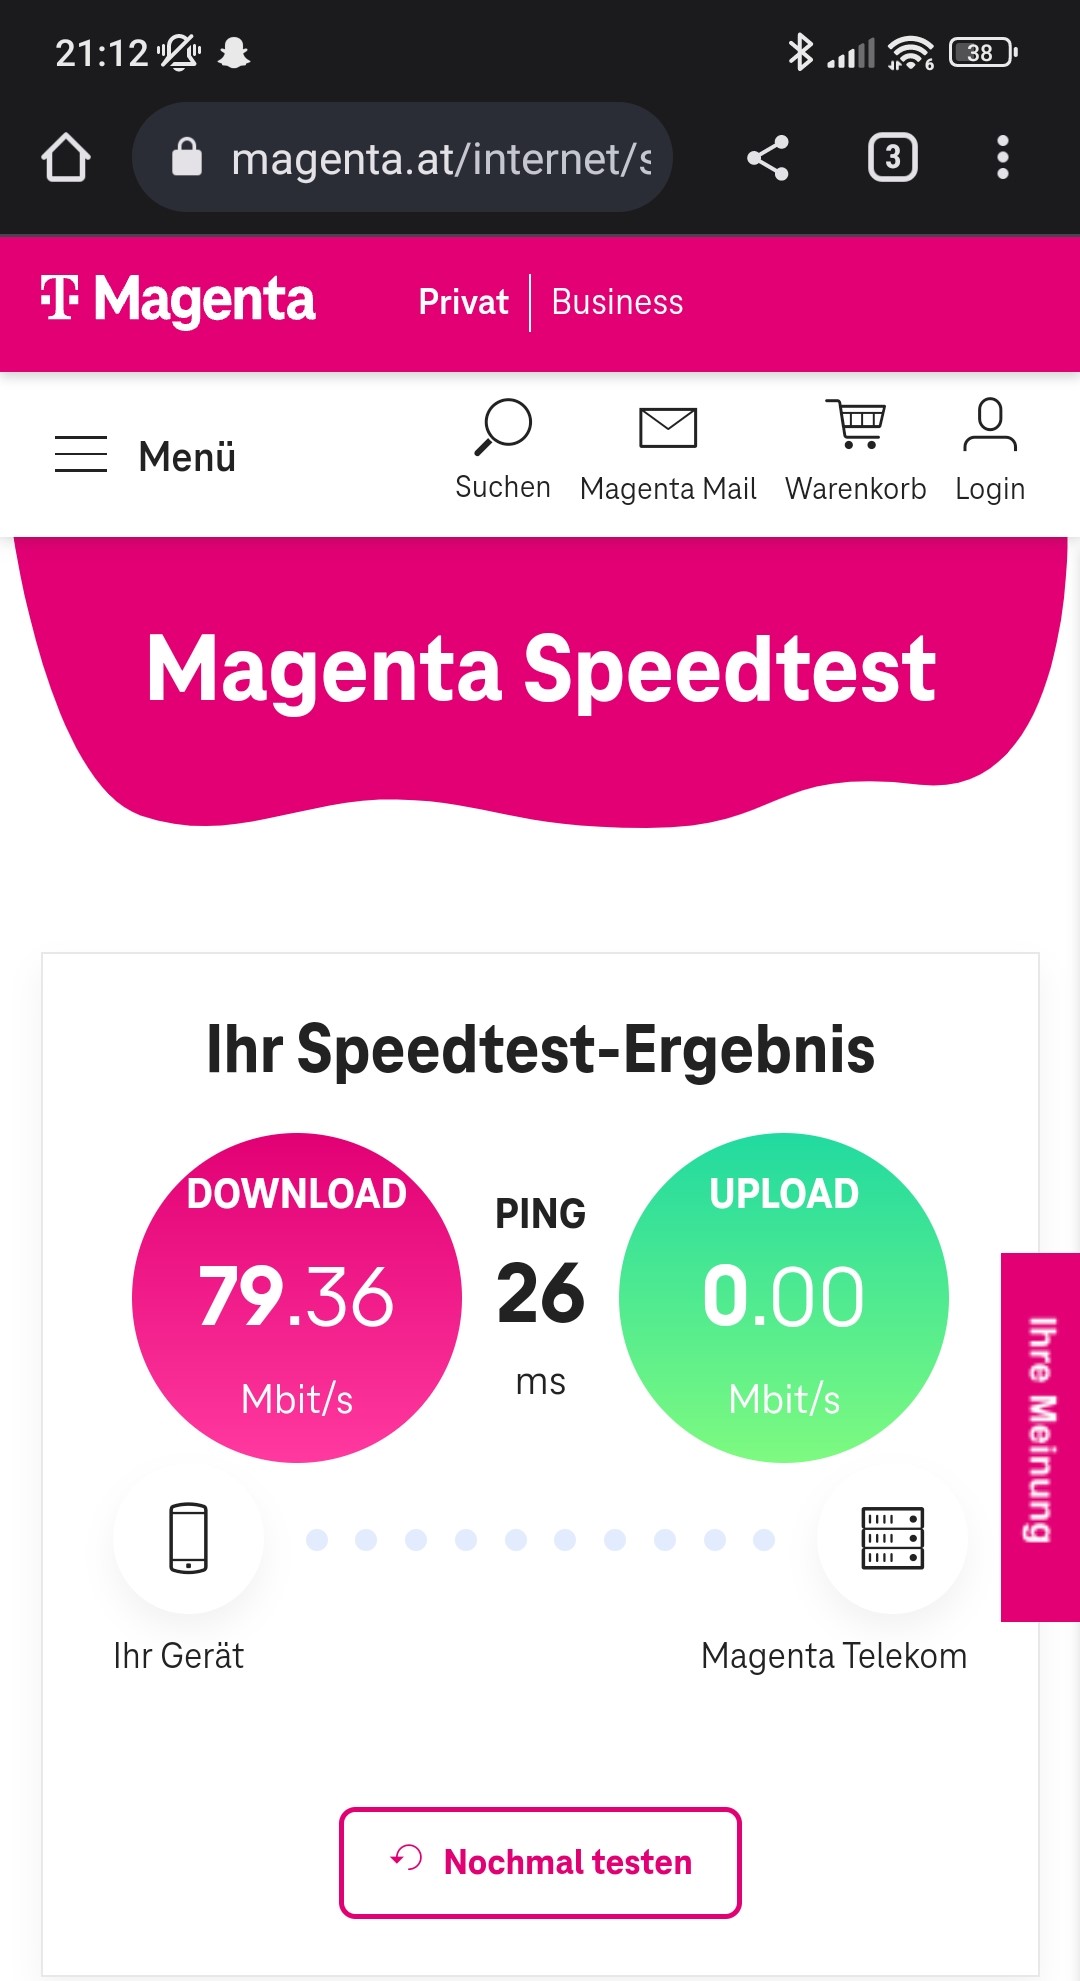 21:12
6
38
magenta.at/internet/s
3
T Magenta
Privat
Business
Menü
Suchen
Magenta Mail
Warenkorb
Login
Magenta Speedtest
Ihr Speedtest-Ergebnis
DOWNLOAD
79.36
Mbit/s
PING
26
ms
UPLOAD
0.00
Mbit/s
Ihre Meinung
Ihr Gerät
Magenta Telekom
Nochmal testen